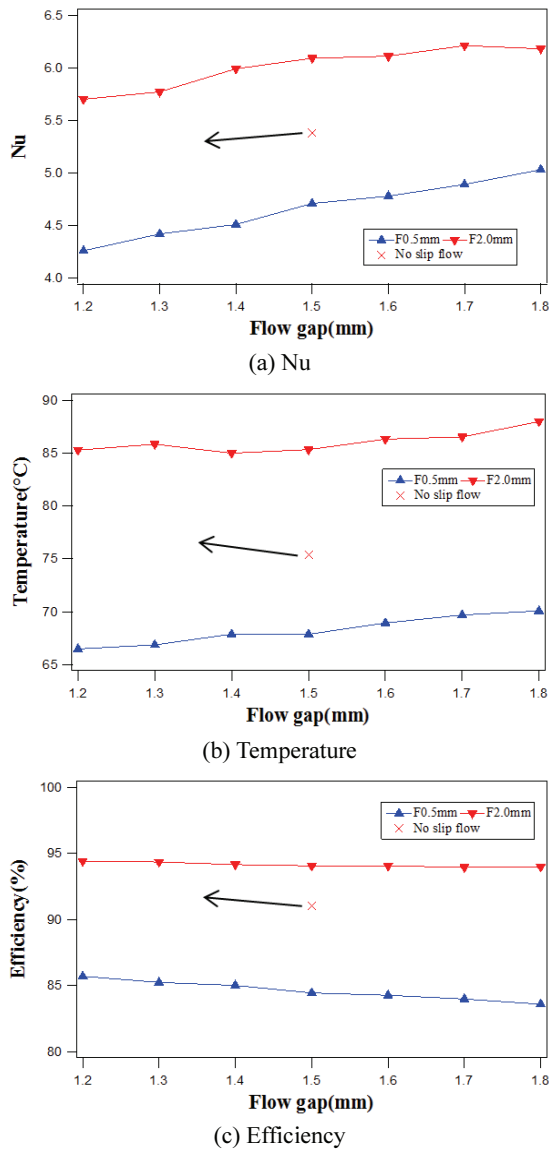 6.5
6.0
5.5
5.0
4.5
4.0
Nu
F0.5mm F2.0mm
No slip flow
1.2 1.3 1.4 1.5 1.6 1.7 1.8
Flow gap(mm)
(a) Nu
90
85
80
75
70
65
Temperature(°C)
F0.5mm F2.0mm
No slip flow
1.2 1.3 1.4 1.5 1.6 1.7 1.8
Flow gap(mm)
(b) Temperature
100
95
90
85
80
Efficiency(%)
F0.5mm F2.0mm
No slip flow
1.2 1.3 1.4 1.5 1.6 1.7 1.8
Flow gap(mm)
(c) Efficiency